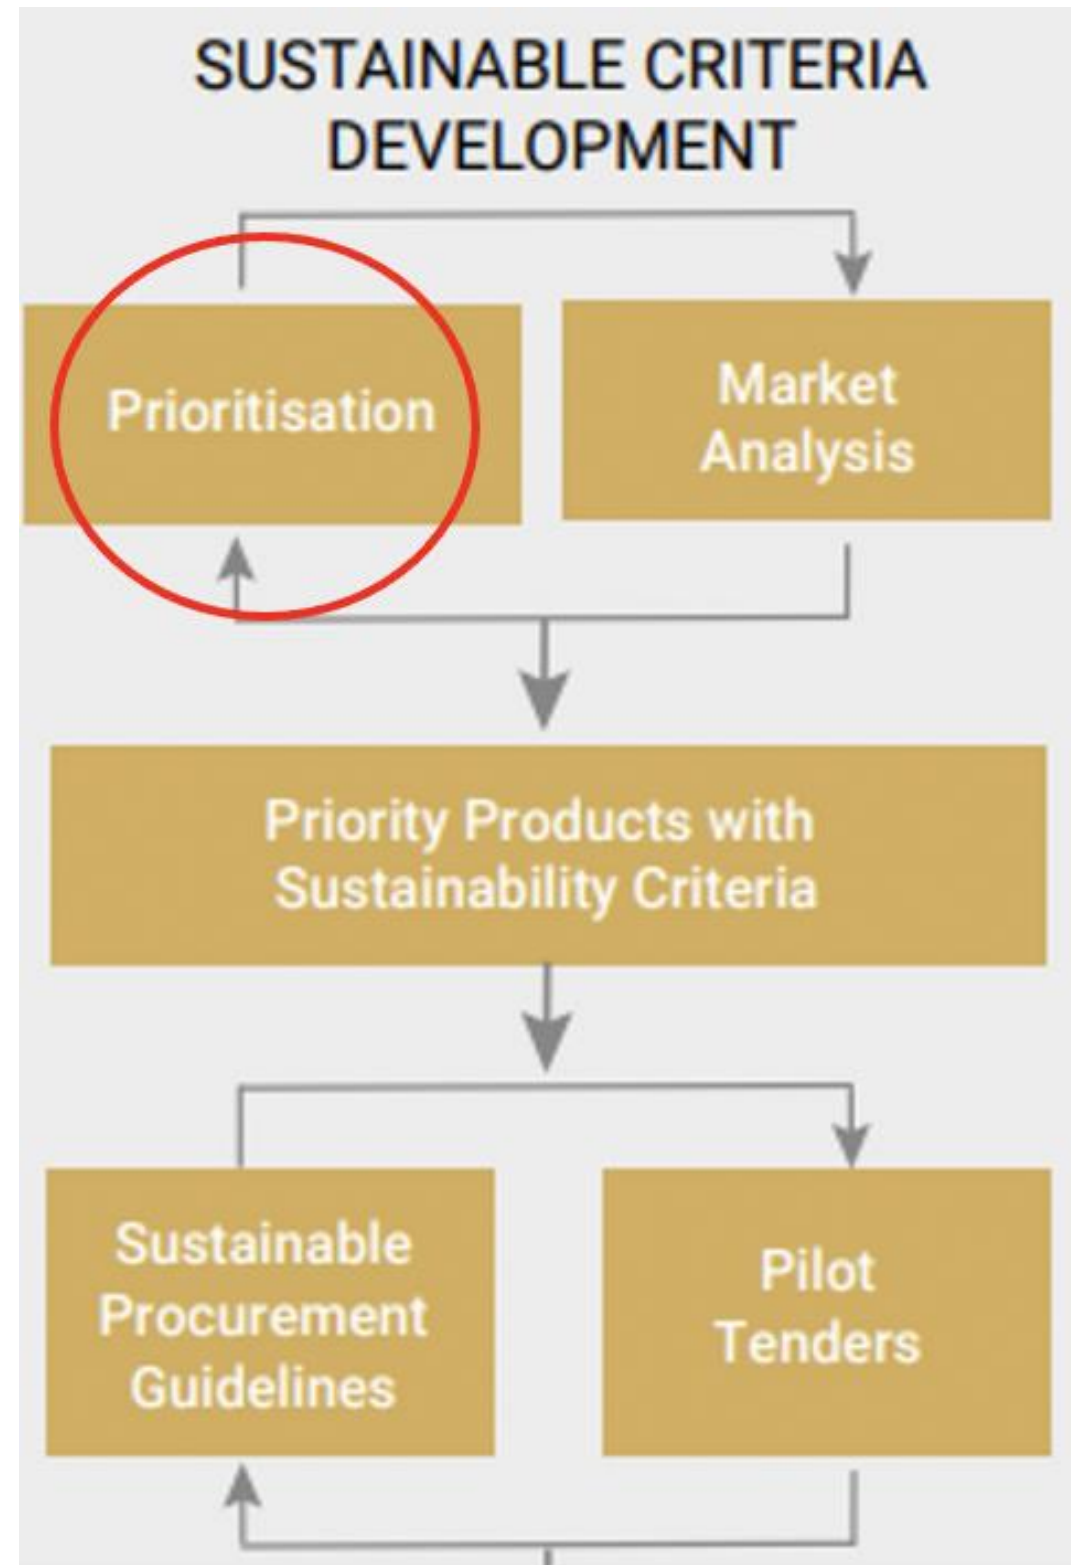 SUSTAINABLE CRITERIA
DEVELOPMENT
Prioritisation
Market
Analysis
Priority Products with
Sustainability Criteria
Sustainable
Procurement
Guidelines
Pilot
Tenders